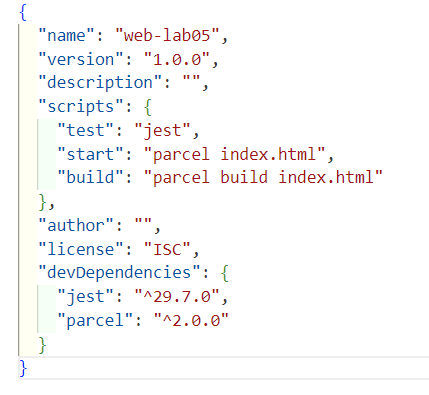 {
  "name": "web-lab05",
  "version": "1.0.0",
  "description": "",
  "scripts": {
    "test": "jest",
    "start": "parcel index.html",
    "build": "parcel build index.html"
  },
  "author": "",
  "license": "ISC",
  "devDependencies": {
    "jest": "^29.7.0",
    "parcel": "^2.0.0"
  }
}